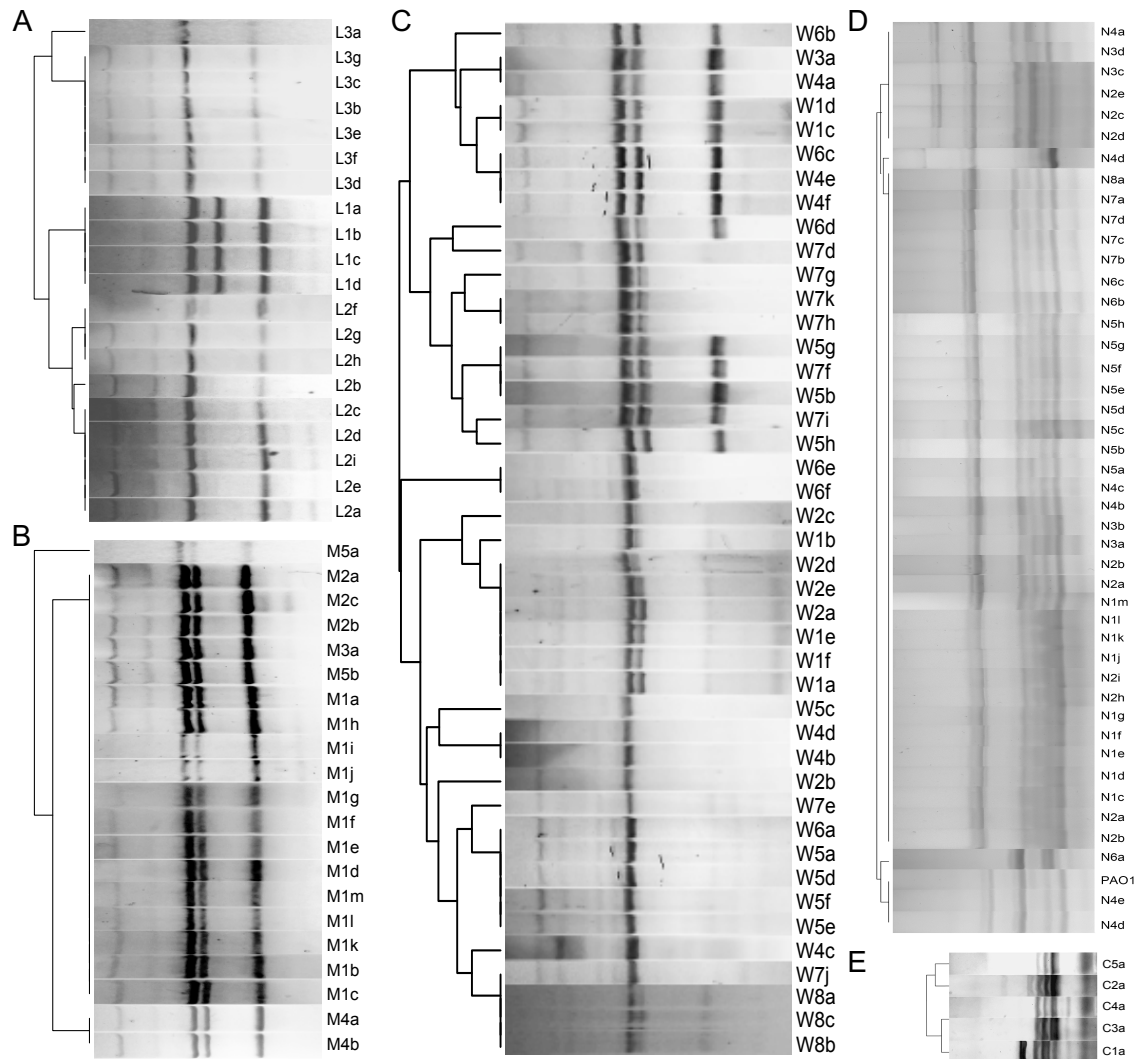 A
L3a
L3g
L3c
L3b
L3e
L3f
L3d
L1a
L1b
L1c
L1d
L2f
L2g
L2h
L2b
L2c
L2d
L2i
L2e
L2a
B
M5a
M2a
M2c
M2b
M3a
M5b
M1a
M1h
M1i
M1j
M1g
M1f
M1e
M1d
M1m
M1l
M1k
M1b
M1c
M4a
M4b
C
W6b
W3a
W4a
W1d
W1c
W6c
W4e
W4f
W6d
W7d
W7g
W7k
W7h
W5g
W7f
W5b
W7i
W5h
W6e
W6f
W2c
W1b
W2d
W2e
W2a
W1e
W1f
W1a
W5c
W4d
W4b
W2b
W7e
W6a
W5a
W5d
W5f
W5e
W4c
W7j
W8a
W8c
W8b
D
N4a
N3d
N3c
N2e
N2c
N2d
N4d
N8a
N7a
N7d
N7c
N7b
N6c
N6b
N5h
N5g
N5f
N5e
N5d
N5c
N5b
N5a
N4c
N4b
N3b
N3a
N2b
N2a
N1m
N1l
N1k
N1j
N2i
N2h
N1g
N1f
N1e
N1d
N1c
N2a
N2b
N6a
PAO1
N4e
N4d
E
C5a
C2a
C4a
C3a
C1a